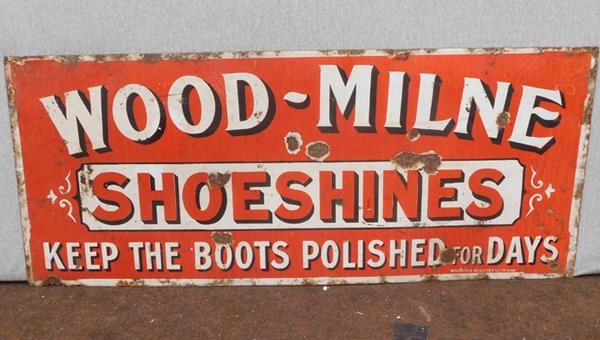 WOOD-MILNE
SHOESHINES
KEEP THE BOOTS POLISHED FOR DAYS